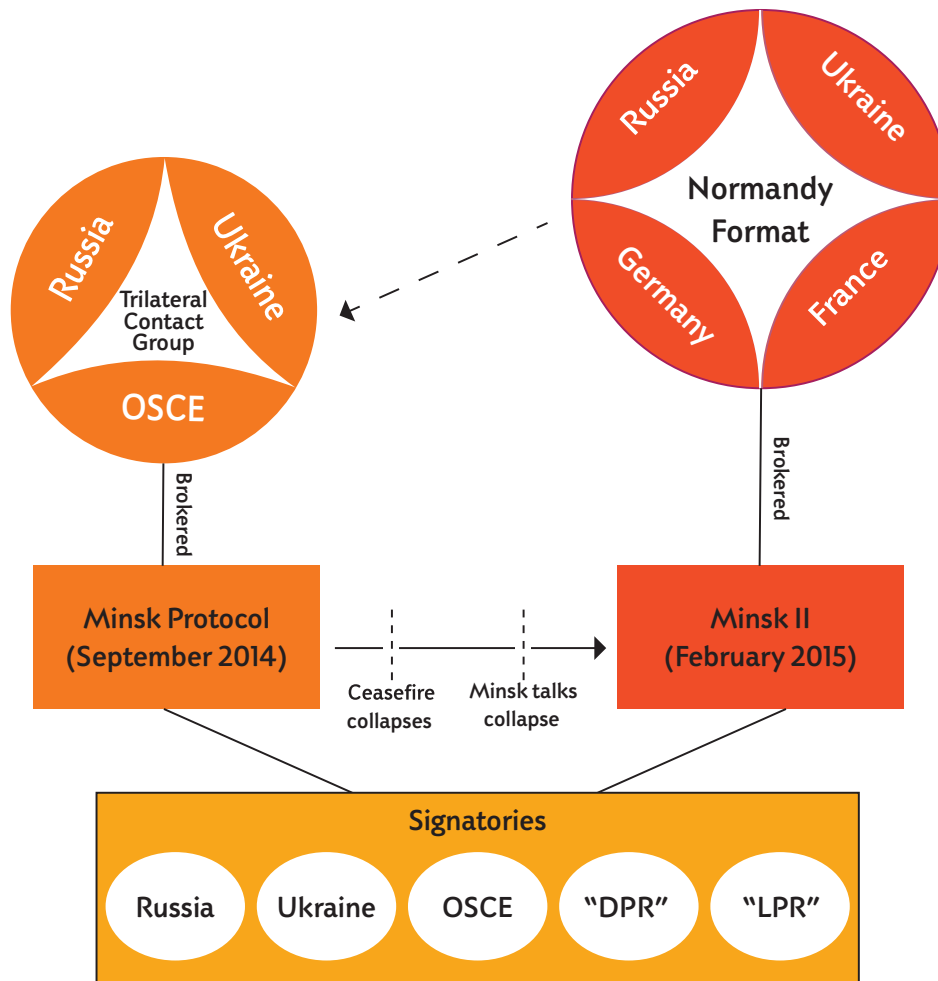 Russia
Ukraine
Normandy
Format
Germany
France
Russia
Ukraine
Trilateral
Contact
Group
OSCE
Brokered
Brokered
Minsk Protocol
(September 2014)
Ceasefire
collapses
Minsk talks
collapse
Minsk II
(February 2015)
Signatories
Russia
Ukraine
OSCE
“DPR”
“LPR”